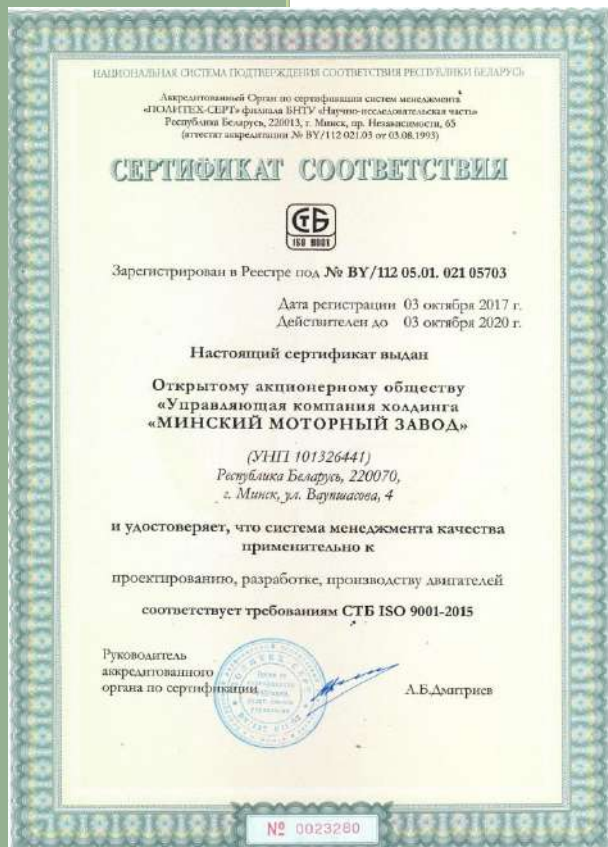 НАЦИОНАЛЬНАЯ СИСТЕМА ПОДТВЕРЖДЕНИЯ СООТВЕТСТВИЯ РЕСПУБЛИКИ БЕЛАРУСЬ
Аккредитованный Орган по сертификации систем менеджмента
«ПОЛИТЕХ-СЕРТ» филиала БНТУ «Научно-исследовательская часть»
Республика Беларусь, 220013, г. Минск, пр. Независимости, 65
(аттестат аккредитации № BY/112 021.03 от 03.08.1993)
СЕРТИФИКАТ СООТВЕТСТВИЯ
СТБ
ISO 9001
Зарегистрирован в Реестре под № BY/112 05.01. 021 05703
Дата регистрации 03 октября 2017 г.
Действителен до 03 октября 2020 г.
Настоящий сертификат выдан
Открытому акционерному обществу
«Управляющая компания холдинга
«МИНСКИЙ МОТОРНЫЙ ЗАВОД»
(УНП 101326441)
Республика Беларусь, 220070,
г. Минск, ул. Ваупшасова, 4
и удостоверяет, что система менеджмента качества
применительно к
проектированию, разработке, производству двигателей
соответствует требованиям СТБ ISO 9001-2015
Руководитель
аккредитованного
органа по сертификации
А.Б.Дмитриев
№ 0023280